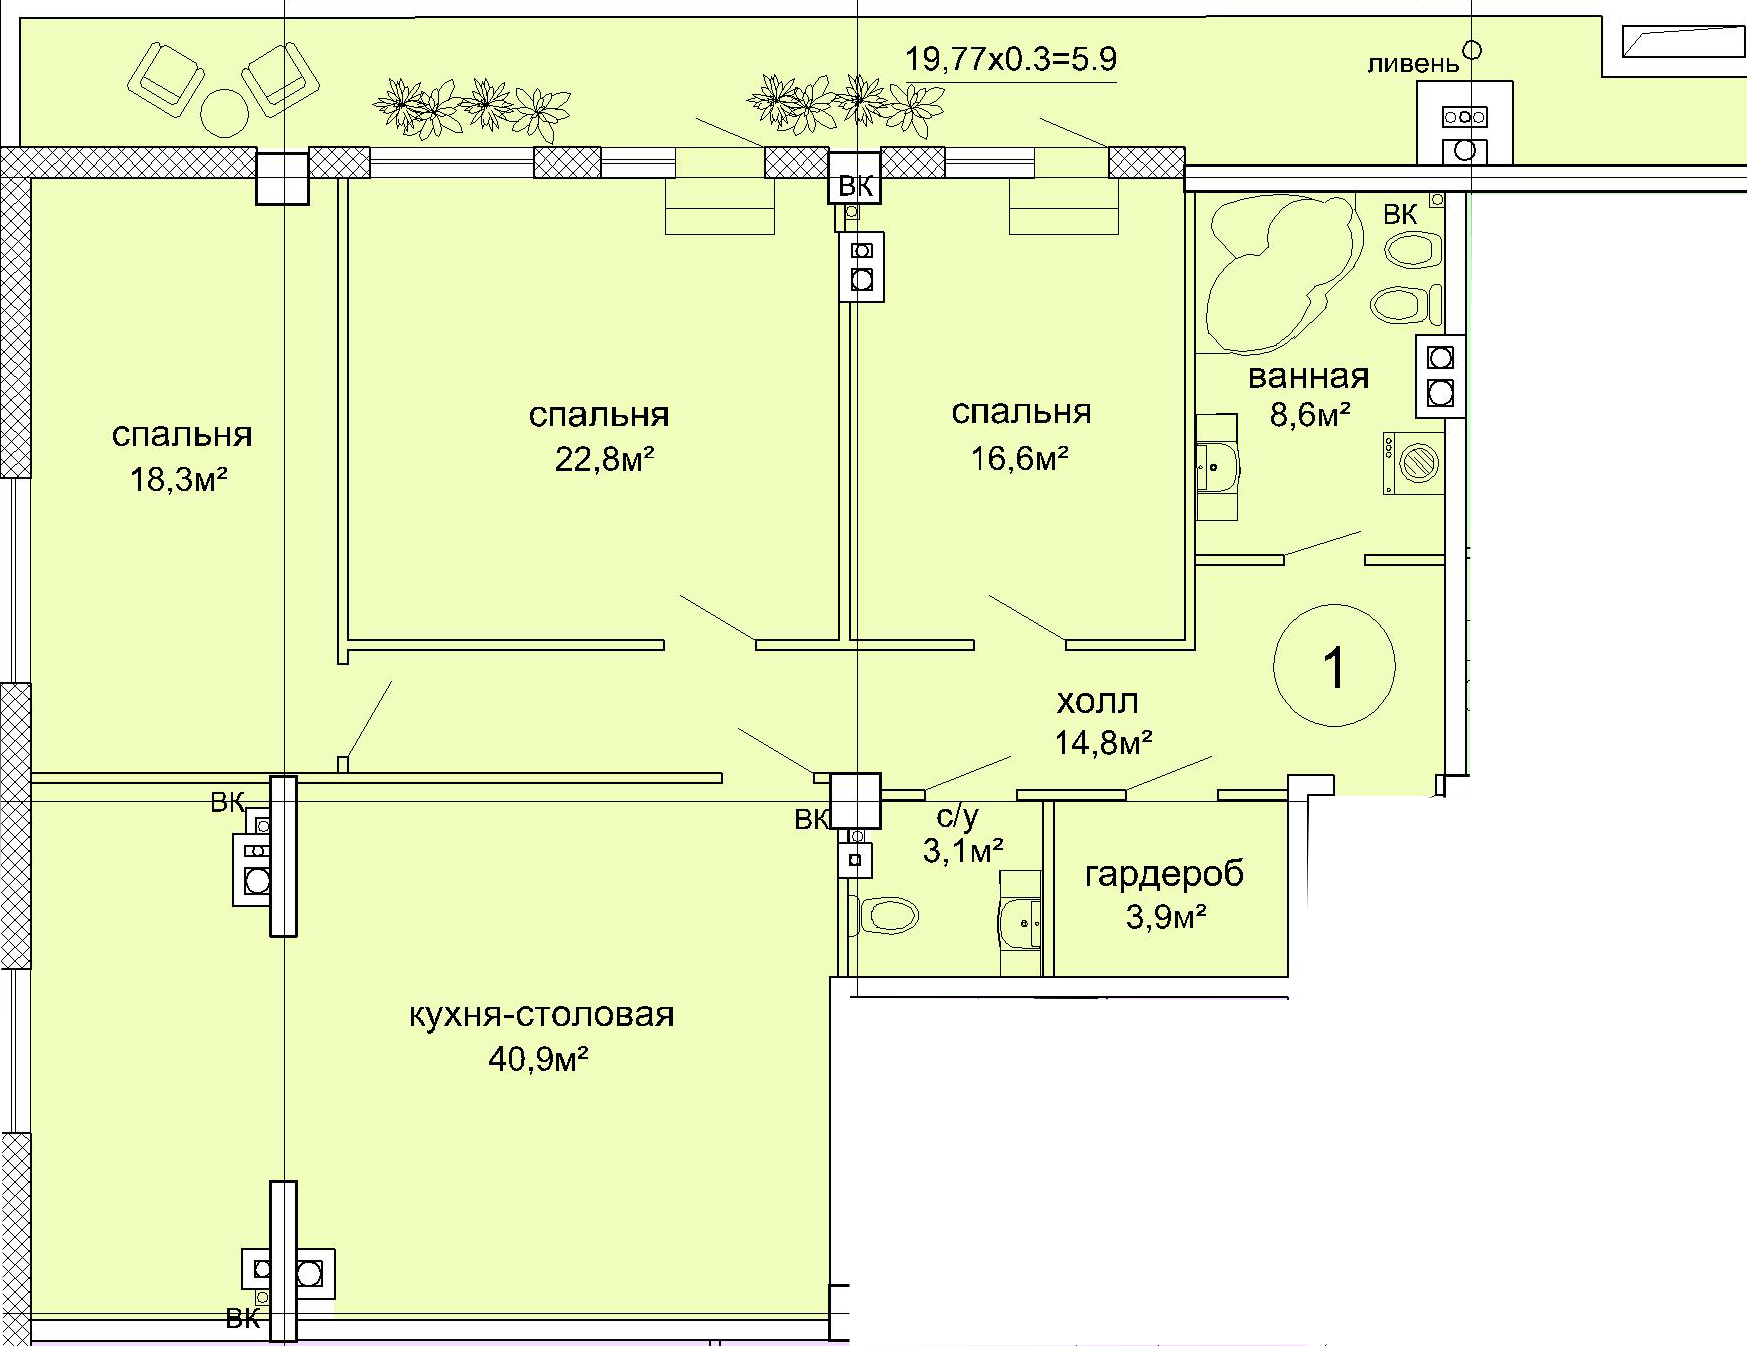 19,77х0.3=5.9
ливень
ВК
ВК
ванная
8,6м²
спальня
22,8м²
спальня
16,6м²
спальня
18,3м²
1
холл
14,8м²
ВК
ВК
с/у
3,1м²
гардероб
3,9м²
кухня-столовая
40,9м²
ВК